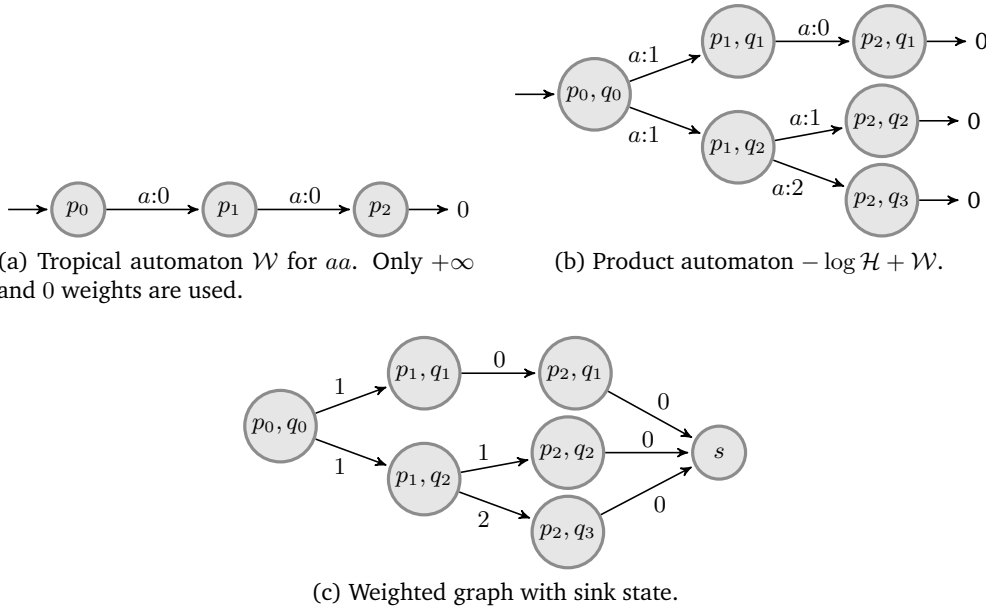 a:1
p₁, q₁
a:0
p₂, q₁
0
p₀, q₀
a:1
p₁, q₂
a:1
p₂, q₂
0
a:2
p₂, q₃
0
p₀
a:0
p₁
a:0
p₂
0
(a) Tropical automaton 𝒲 for aa. Only +∞
and 0 weights are used.
(b) Product automaton − log ℋ + 𝒲.
p₀, q₀
1
p₁, q₁
0
p₂, q₁
0
1
p₁, q₂
1
p₂, q₂
0
s
2
p₂, q₃
0
(c) Weighted graph with sink state.